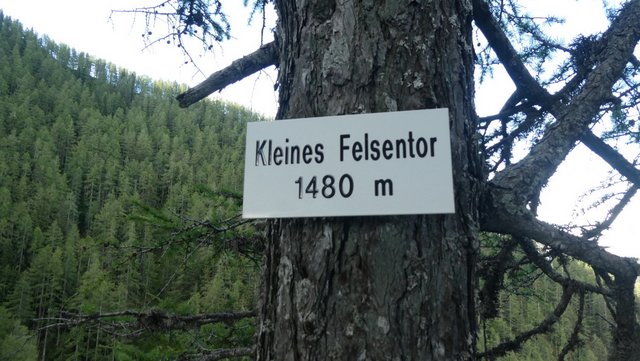 Kleines Felsentor
1480 m